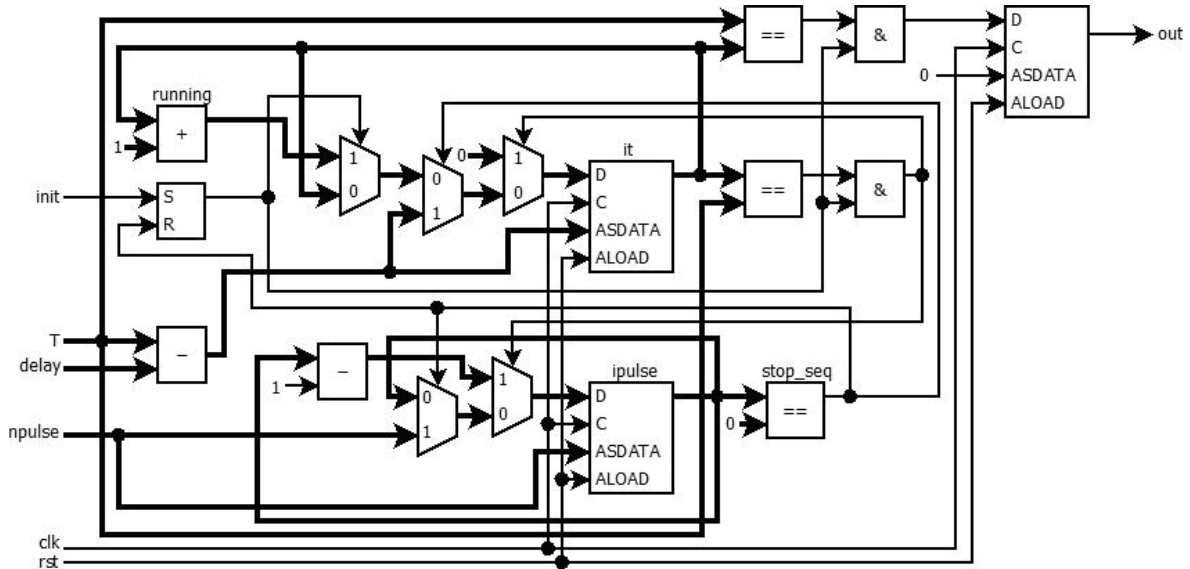 ==
&
D
C
0
ASDATA
ALOAD
out
running
+
1
1
0
0
1
0
1
0
it
D
C
ASDATA
ALOAD
==
&
init
S
R
T
delay
-
-
1
0
1
1
0
ipulse
D
C
ASDATA
ALOAD
stop_seq
==
0
npulse
clk
rst